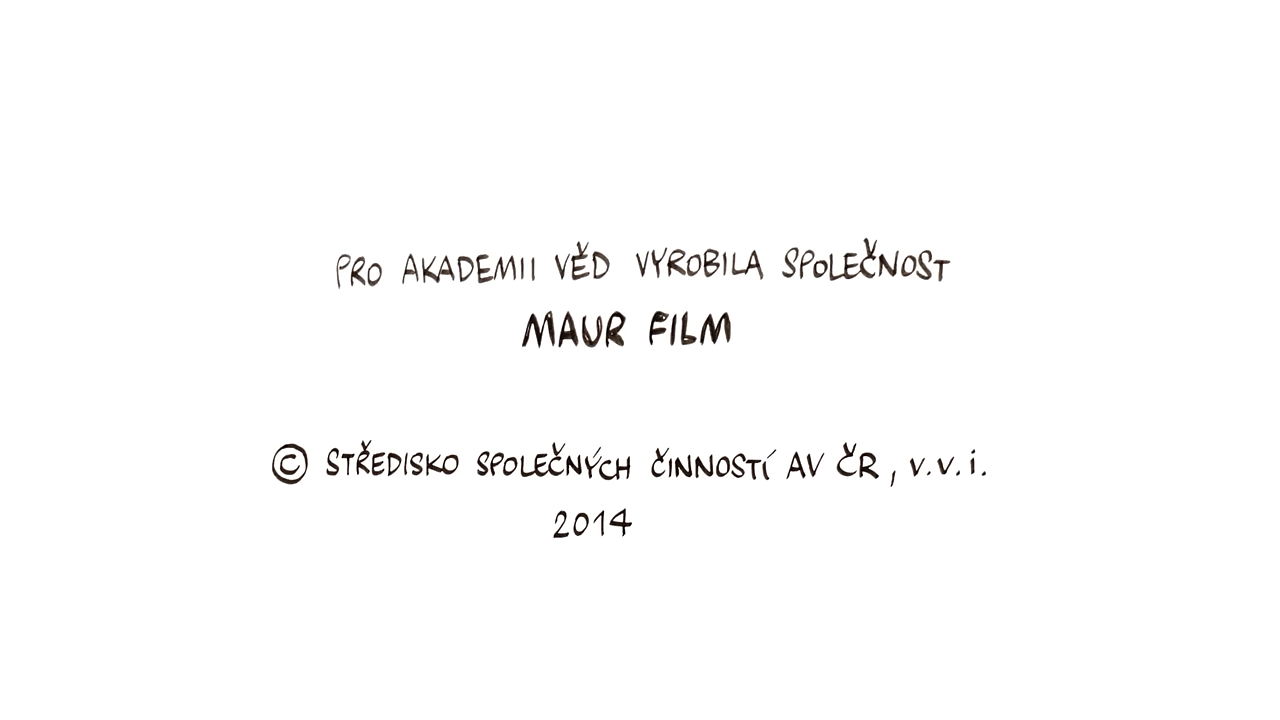 PRO AKADEMII VĚD VYROBILA SPOLEČNOST
MAUR FILM
© STŘEDISKO SPOLEČNÝCH ČINNOSTÍ AV ČR, v.v.i.
2014